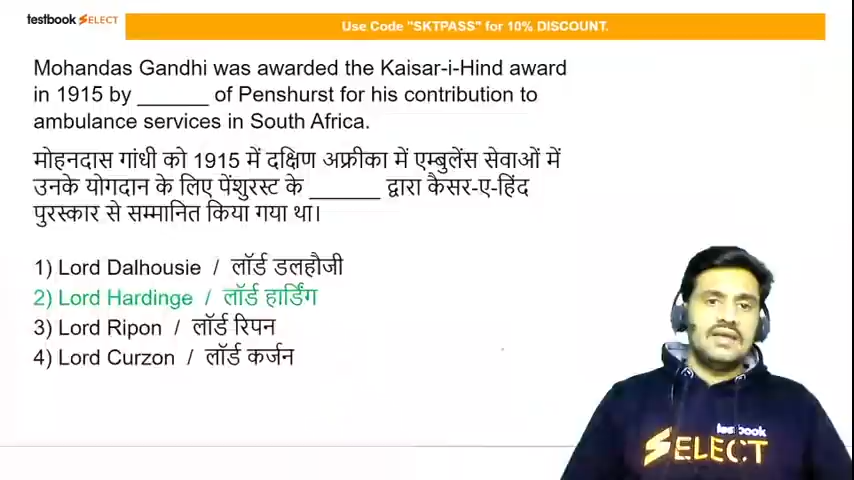 testbook SELECT
Use Code "SKTPASS" for 10% DISCOUNT.
Mohandas Gandhi was awarded the Kaisar-i-Hind award
in 1915 by ______ of Penshurst for his contribution to
ambulance services in South Africa.
मोहनदास गांधी को 1915 में दक्षिण अफ्रीका में एम्बुलेंस सेवाओं में
उनके योगदान के लिए पेंशुरस्ट के ______ द्वारा कैसर-ए-हिंद
पुरस्कार से सम्मानित किया गया था।
1) Lord Dalhousie / लॉर्ड डलहौजी
2) Lord Hardinge / लॉर्ड हार्डिंग
3) Lord Ripon / लॉर्ड रिपन
4) Lord Curzon / लॉर्ड कर्जन
testbook
SELECT